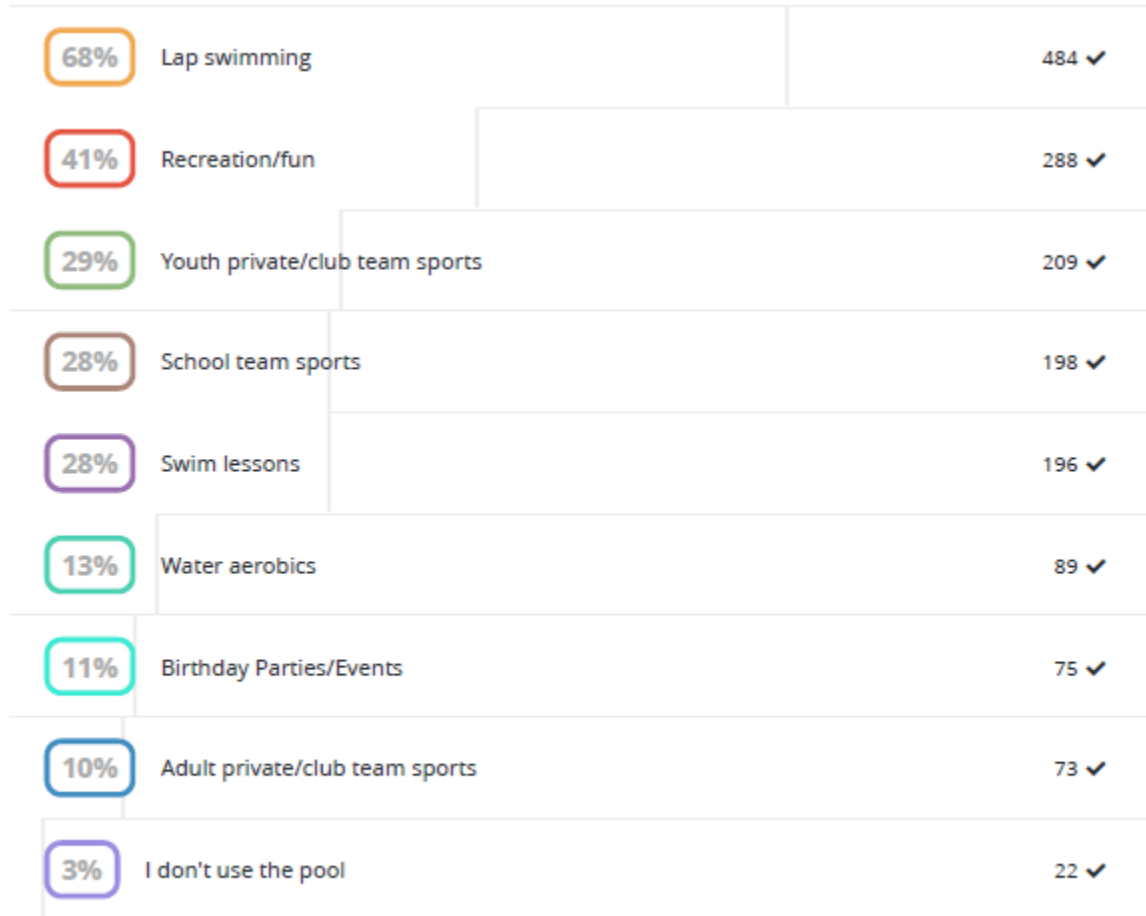 68% Lap swimming 484 ✔
41% Recreation/fun 288 ✔
29% Youth private/club team sports 209 ✔
28% School team sports 198 ✔
28% Swim lessons 196 ✔
13% Water aerobics 89 ✔
11% Birthday Parties/Events 75 ✔
10% Adult private/club team sports 73 ✔
3% I don't use the pool 22 ✔